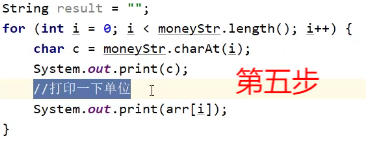 String result = "";
for (int i = 0; i < moneyStr.length(); i++) {
    char c = moneyStr.charAt(i);
    System.out.print(c);
    //打印一下单位
    System.out.print(arr[i]);
}
第五步